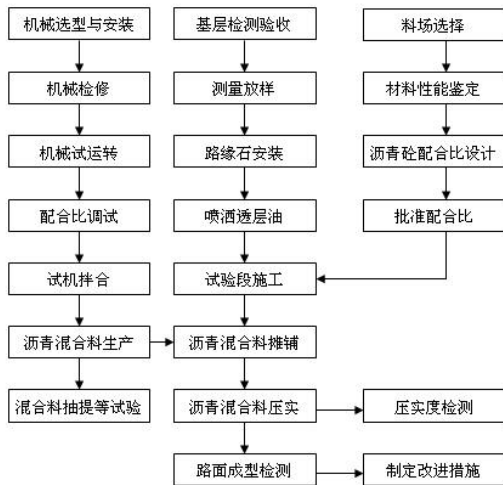 机械选型与安装
基层检测验收
料场选择
机械检修
测量放样
材料性能鉴定
机械试运转
路缘石安装
沥青砼配合比设计
配合比调试
喷洒透层油
批准配合比
试机拌合
试验段施工
沥青混合料生产
沥青混合料摊铺
混合料抽提等试验
沥青混合料压实
压实度检测
路面成型检测
制定改进措施